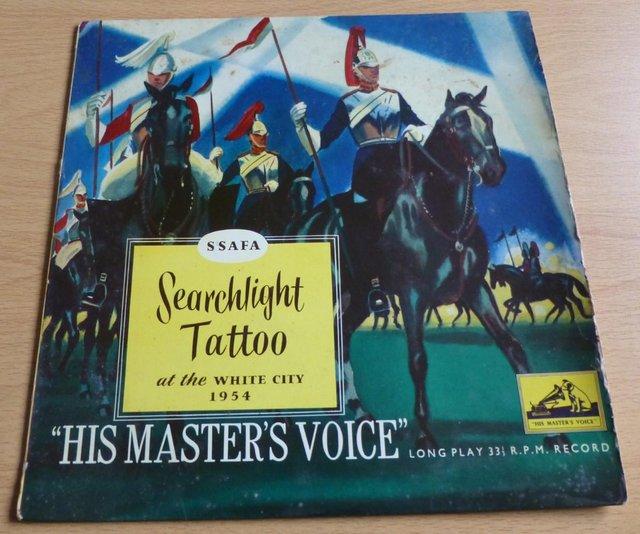 SSAFA
Searchlight
Tattoo
at the WHITE CITY
1954
"HIS MASTER'S VOICE"
LONG PLAY 33⅓ R.P.M. RECORD
"HIS MASTER'S VOICE"